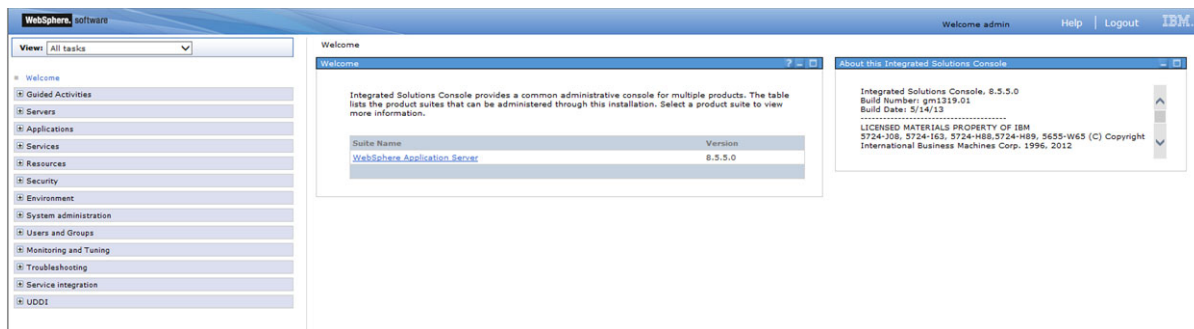 WebSphere. software
Welcome admin
Help | Logout
IBM.
View: All tasks
Welcome
Guided Activities
Servers
Applications
Services
Resources
Security
Environment
System administration
Users and Groups
Monitoring and Tuning
Troubleshooting
Service integration
UDDI
Welcome
Welcome
?
Integrated Solutions Console provides a common administrative console for multiple products. The table
lists the product suites that can be administered through this installation. Select a product suite to view
more information.
Suite Name Version
WebSphere Application Server 8.5.5.0
About this Integrated Solutions Console
Integrated Solutions Console, 8.5.5.0
Build Number: gm1319.01
Build Date: 5/14/13
----------------------------------------
LICENSED MATERIALS PROPERTY OF IBM
5724-J08, 5724-I63, 5724-H88,5724-H89, 5655-W65 (C) Copyright
International Business Machines Corp. 1996, 2012